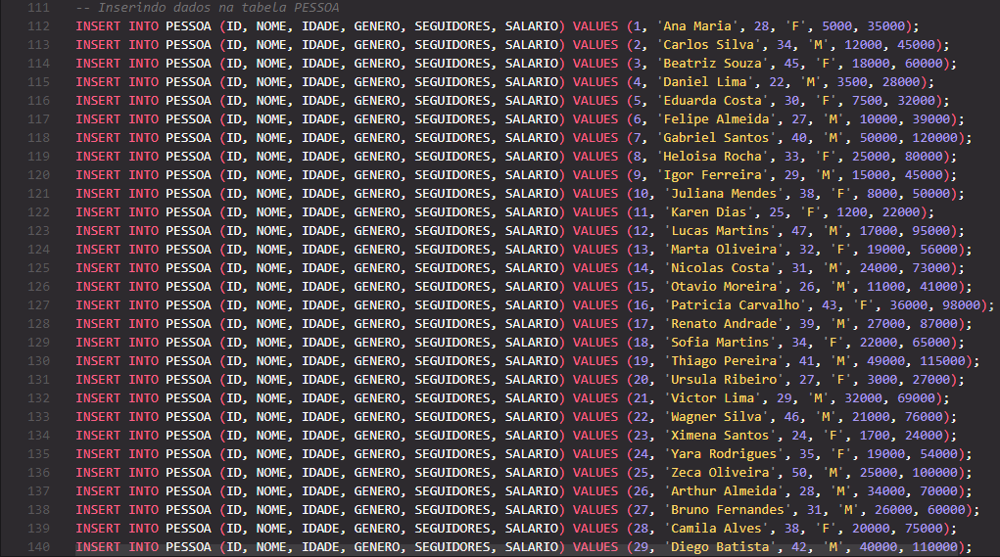 111 -- Inserindo dados na tabela PESSOA
112 INSERT INTO PESSOA (ID, NOME, IDADE, GENERO, SEGUIDORES, SALARIO) VALUES (1, 'Ana Maria', 28, 'F', 5000, 35000);
113 INSERT INTO PESSOA (ID, NOME, IDADE, GENERO, SEGUIDORES, SALARIO) VALUES (2, 'Carlos Silva', 34, 'M', 12000, 45000);
114 INSERT INTO PESSOA (ID, NOME, IDADE, GENERO, SEGUIDORES, SALARIO) VALUES (3, 'Beatriz Souza', 45, 'F', 18000, 60000);
115 INSERT INTO PESSOA (ID, NOME, IDADE, GENERO, SEGUIDORES, SALARIO) VALUES (4, 'Daniel Lima', 22, 'M', 3500, 28000);
116 INSERT INTO PESSOA (ID, NOME, IDADE, GENERO, SEGUIDORES, SALARIO) VALUES (5, 'Eduarda Costa', 30, 'F', 7500, 32000);
117 INSERT INTO PESSOA (ID, NOME, IDADE, GENERO, SEGUIDORES, SALARIO) VALUES (6, 'Felipe Almeida', 27, 'M', 10000, 39000);
118 INSERT INTO PESSOA (ID, NOME, IDADE, GENERO, SEGUIDORES, SALARIO) VALUES (7, 'Gabriel Santos', 40, 'M', 50000, 120000);
119 INSERT INTO PESSOA (ID, NOME, IDADE, GENERO, SEGUIDORES, SALARIO) VALUES (8, 'Heloisa Rocha', 33, 'F', 25000, 80000);
120 INSERT INTO PESSOA (ID, NOME, IDADE, GENERO, SEGUIDORES, SALARIO) VALUES (9, 'Igor Ferreira', 29, 'M', 15000, 45000);
121 INSERT INTO PESSOA (ID, NOME, IDADE, GENERO, SEGUIDORES, SALARIO) VALUES (10, 'Juliana Mendes', 38, 'F', 8000, 50000);
122 INSERT INTO PESSOA (ID, NOME, IDADE, GENERO, SEGUIDORES, SALARIO) VALUES (11, 'Karen Dias', 25, 'F', 1200, 22000);
123 INSERT INTO PESSOA (ID, NOME, IDADE, GENERO, SEGUIDORES, SALARIO) VALUES (12, 'Lucas Martins', 47, 'M', 17000, 95000);
124 INSERT INTO PESSOA (ID, NOME, IDADE, GENERO, SEGUIDORES, SALARIO) VALUES (13, 'Marta Oliveira', 32, 'F', 19000, 56000);
125 INSERT INTO PESSOA (ID, NOME, IDADE, GENERO, SEGUIDORES, SALARIO) VALUES (14, 'Nicolas Costa', 31, 'M', 24000, 73000);
126 INSERT INTO PESSOA (ID, NOME, IDADE, GENERO, SEGUIDORES, SALARIO) VALUES (15, 'Otavio Moreira', 26, 'M', 11000, 41000);
127 INSERT INTO PESSOA (ID, NOME, IDADE, GENERO, SEGUIDORES, SALARIO) VALUES (16, 'Patricia Carvalho', 43, 'F', 36000, 98000);
128 INSERT INTO PESSOA (ID, NOME, IDADE, GENERO, SEGUIDORES, SALARIO) VALUES (17, 'Renato Andrade', 39, 'M', 27000, 87000);
129 INSERT INTO PESSOA (ID, NOME, IDADE, GENERO, SEGUIDORES, SALARIO) VALUES (18, 'Sofia Martins', 34, 'F', 22000, 65000);
130 INSERT INTO PESSOA (ID, NOME, IDADE, GENERO, SEGUIDORES, SALARIO) VALUES (19, 'Thiago Pereira', 41, 'M', 49000, 115000);
131 INSERT INTO PESSOA (ID, NOME, IDADE, GENERO, SEGUIDORES, SALARIO) VALUES (20, 'Ursula Ribeiro', 27, 'F', 3000, 27000);
132 INSERT INTO PESSOA (ID, NOME, IDADE, GENERO, SEGUIDORES, SALARIO) VALUES (21, 'Victor Lima', 29, 'M', 32000, 69000);
133 INSERT INTO PESSOA (ID, NOME, IDADE, GENERO, SEGUIDORES, SALARIO) VALUES (22, 'Wagner Silva', 46, 'M', 21000, 76000);
134 INSERT INTO PESSOA (ID, NOME, IDADE, GENERO, SEGUIDORES, SALARIO) VALUES (23, 'Ximena Santos', 24, 'F', 1700, 24000);
135 INSERT INTO PESSOA (ID, NOME, IDADE, GENERO, SEGUIDORES, SALARIO) VALUES (24, 'Yara Rodrigues', 35, 'F', 19000, 54000);
136 INSERT INTO PESSOA (ID, NOME, IDADE, GENERO, SEGUIDORES, SALARIO) VALUES (25, 'Zeca Oliveira', 50, 'M', 25000, 100000);
137 INSERT INTO PESSOA (ID, NOME, IDADE, GENERO, SEGUIDORES, SALARIO) VALUES (26, 'Arthur Almeida', 28, 'M', 34000, 70000);
138 INSERT INTO PESSOA (ID, NOME, IDADE, GENERO, SEGUIDORES, SALARIO) VALUES (27, 'Bruno Fernandes', 31, 'M', 26000, 60000);
139 INSERT INTO PESSOA (ID, NOME, IDADE, GENERO, SEGUIDORES, SALARIO) VALUES (28, 'Camila Alves', 38, 'F', 20000, 75000);
140 INSERT INTO PESSOA (ID, NOME, IDADE, GENERO, SEGUIDORES, SALARIO) VALUES (29, 'Diego Batista', 42, 'M', 40000, 110000);